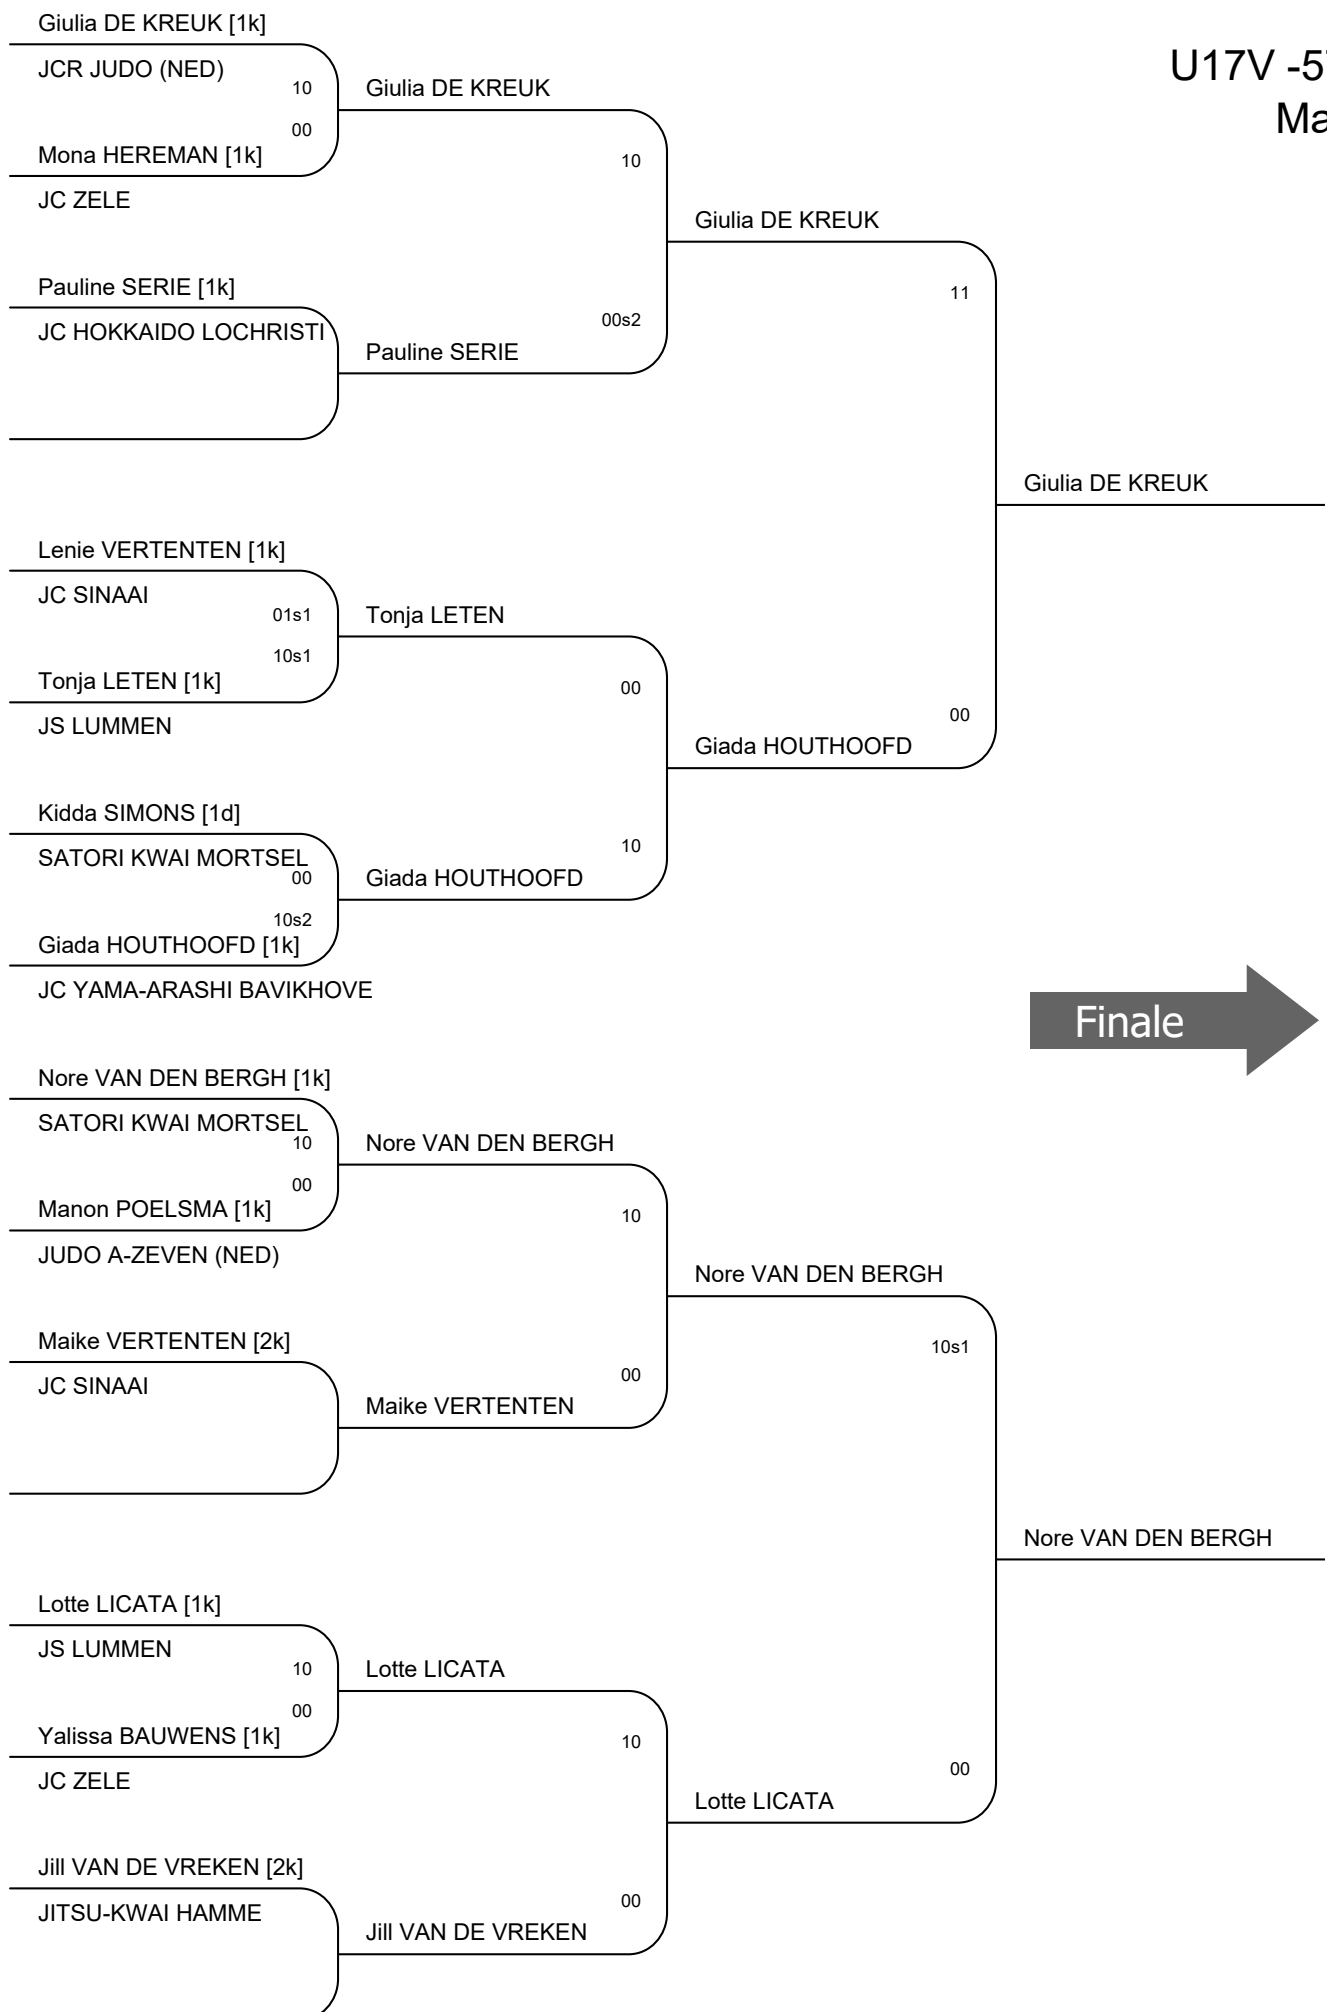 Giulia DE KREUK [1k]
JCR JUDO (NED)
10
Giulia DE KREUK
U17V -57
Ma
00
Mona HEREMAN [1k]
10
JC ZELE
Giulia DE KREUK
Pauline SERIE [1k]
11
JC HOKKAIDO LOCHRISTI
00s2
Pauline SERIE
Giulia DE KREUK
Lenie VERTENTEN [1k]
JC SINAAI
01s1
Tonja LETEN
10s1
Tonja LETEN [1k]
00
JS LUMMEN
00
Giada HOUTHOOFD
Kidda SIMONS [1d]
10
SATORI KWAI MORTSEL
00
Giada HOUTHOOFD
10s2
Giada HOUTHOOFD [1k]
JC YAMA-ARASHI BAVIKHOVE
Finale
Nore VAN DEN BERGH [1k]
SATORI KWAI MORTSEL
10
Nore VAN DEN BERGH
00
Manon POELSMA [1k]
10
JUDO A-ZEVEN (NED)
Nore VAN DEN BERGH
Maike VERTENTEN [2k]
10s1
JC SINAAI
00
Maike VERTENTEN
Nore VAN DEN BERGH
Lotte LICATA [1k]
JS LUMMEN
10
Lotte LICATA
00
Yalissa BAUWENS [1k]
10
JC ZELE
00
Lotte LICATA
Jill VAN DE VREKEN [2k]
00
JITSU-KWAI HAMME
Jill VAN DE VREKEN